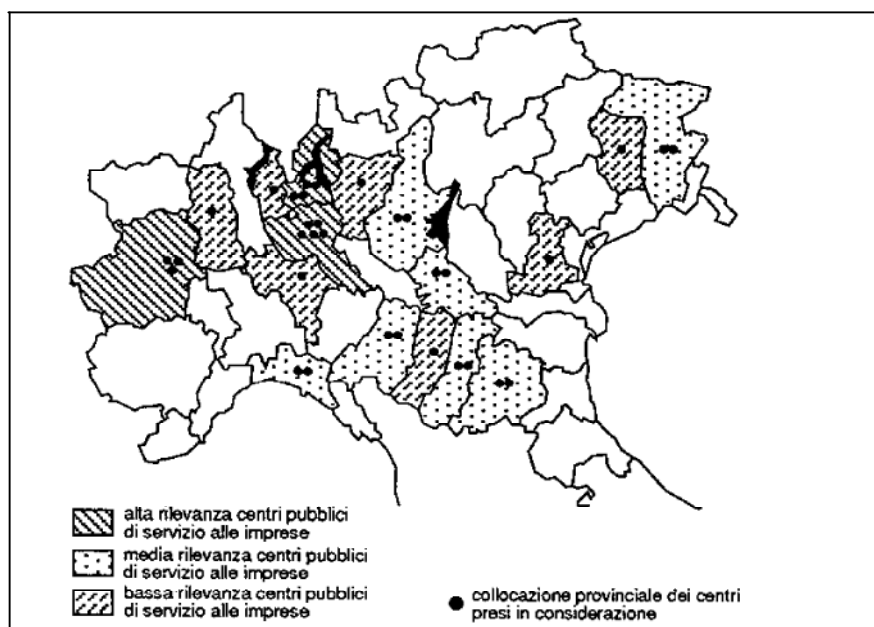 alta rilevanza centri pubblici
di servizio alle imprese
media rilevanza centri pubblici
di servizio alle imprese
bassa rilevanza centri pubblici
di servizio alle imprese
collocazione provinciale dei centri
presi in considerazione